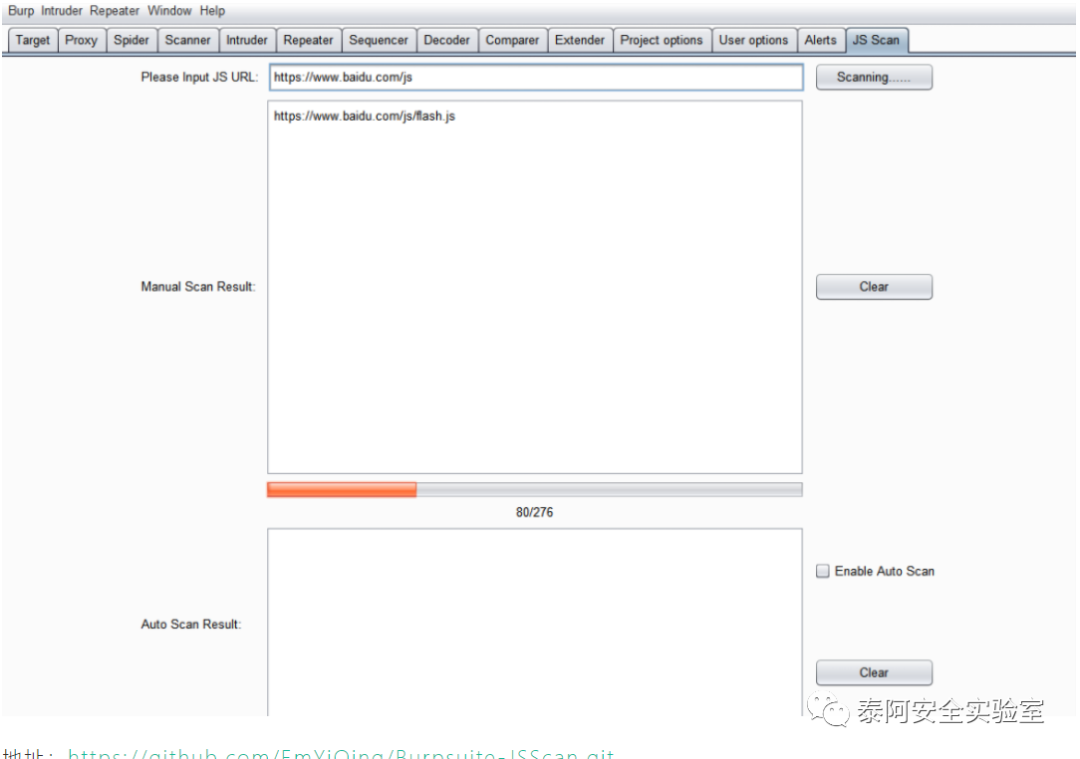 Burp Intruder Repeater Window Help
Target Proxy Spider Scanner Intruder Repeater Sequencer Decoder Comparer Extender Project options User options Alerts JS Scan
Please Input JS URL: https://www.baidu.com/js Scanning......
https://www.baidu.com/js/flash.js
Manual Scan Result: Clear
80/276
Enable Auto Scan
Auto Scan Result:
Clear
泰阿安全实验室
地址：https://github.com/EmYiQing/Burpsuite-JSScan.git